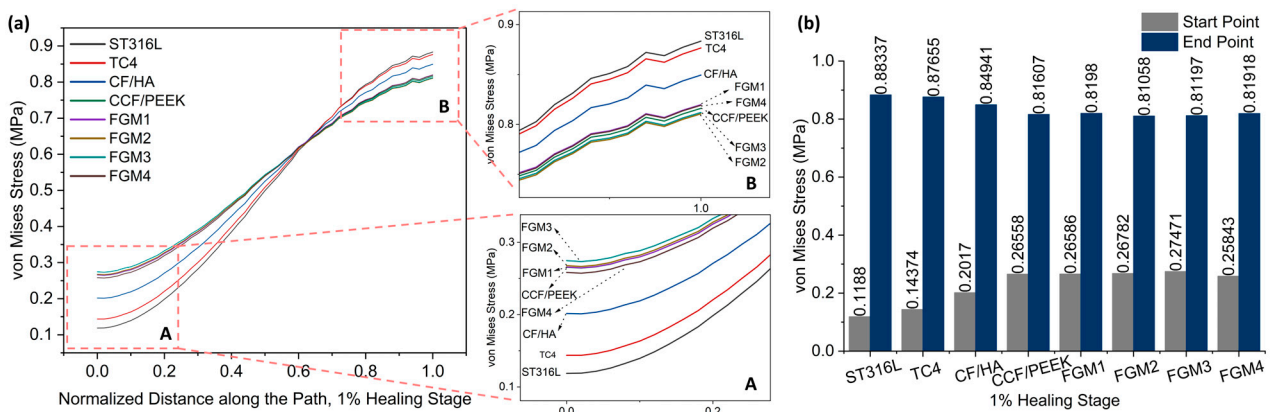 (a)
von Mises Stress (MPa)
0.9
0.8
0.7
0.6
0.5
0.4
0.3
0.2
0.1
ST316L
TC4
CF/HA
CCF/PEEK
FGM1
FGM2
FGM3
FGM4
B
A
0.0 0.2 0.4 0.6 0.8 1.0
Normalized Distance along the Path, 1% Healing Stage
von Mises Stress (MPa)
0.9
0.8
ST316L
TC4
CF/HA
FGM1
FGM4
CCF/PEEK
FGM3
FGM2
B
1.0
von Mises Stress (MPa)
0.3
0.2
0.1
FGM3
FGM2
FGM1
CCF/PEEK
FGM4
CF/HA
TC4
ST316L
A
0.0 0.2
(b)
Start Point
End Point
von Mises Stress (MPa)
1.0
0.8
0.6
0.4
0.2
0.0
0.1188
0.88337
0.14374
0.87655
0.2017
0.84941
0.26558
0.81607
0.26586
0.8198
0.26782
0.81058
0.27471
0.81197
0.25843
0.81918
ST316L TC4 CF/HA CCF/PEEK FGM1 FGM2 FGM3 FGM4
1% Healing Stage